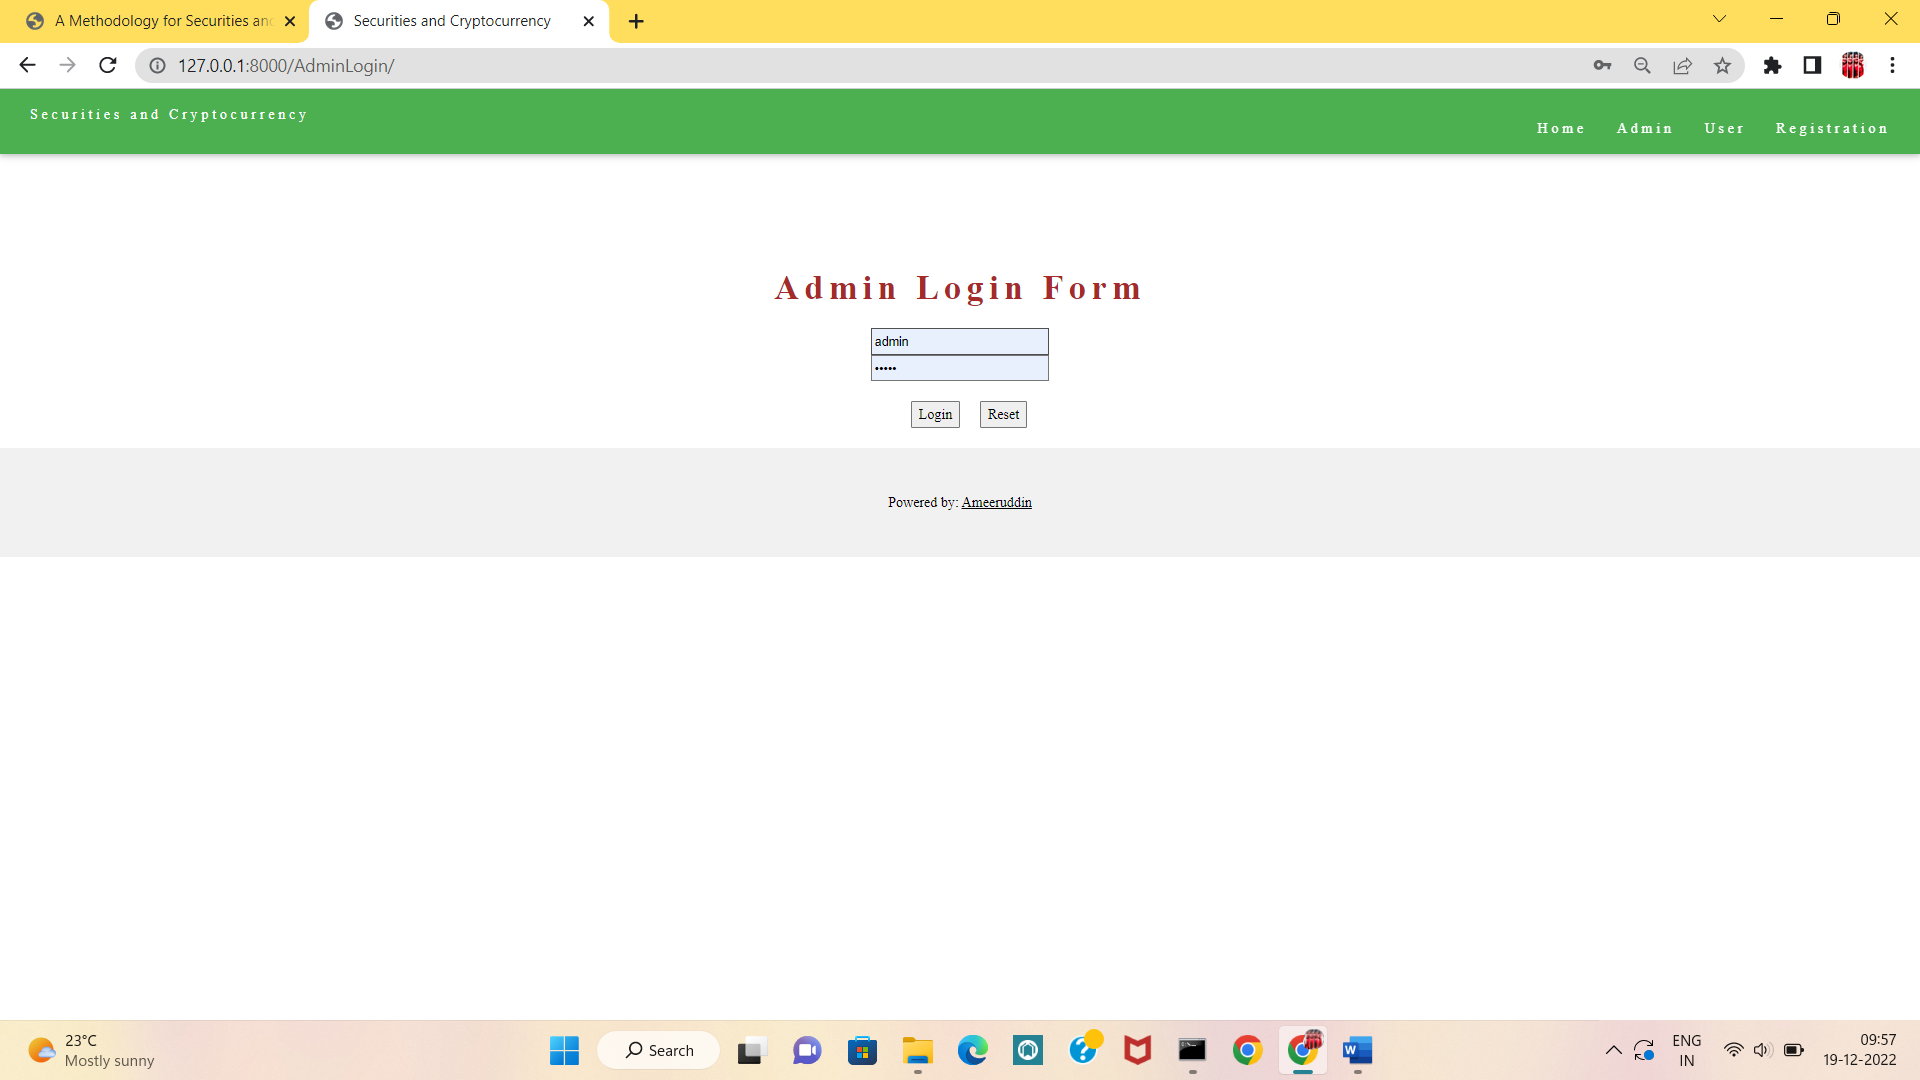 A Methodology for Securities an
Securities and Cryptocurrency
127.0.0.1:8000/AdminLogin/
Securities and Cryptocurrency
Home Admin User Registration
Admin Login Form
admin
•••••
Login Reset
Powered by: Ameeruddin
23°C
Mostly sunny
Search
ENG
IN
09:57
19-12-2022